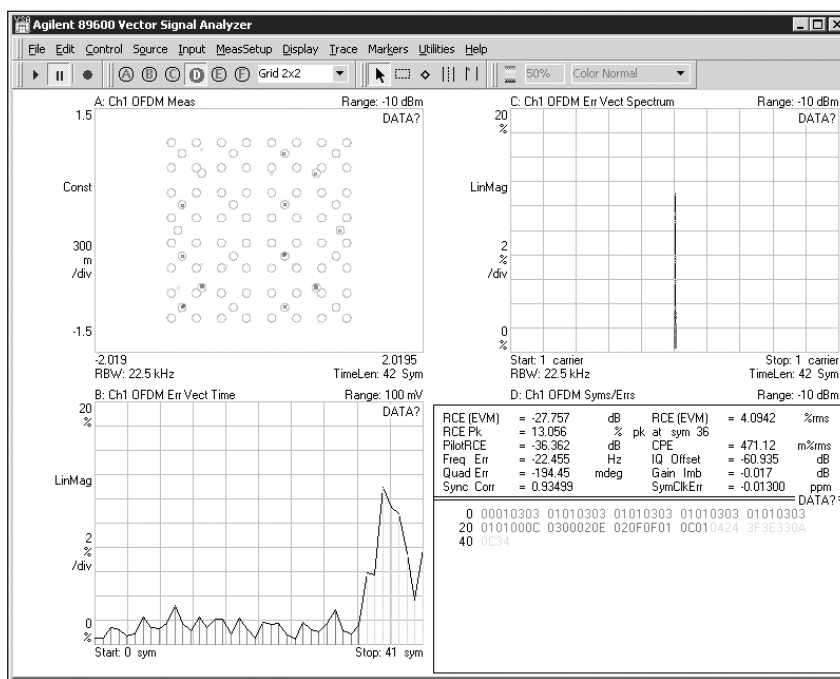 VSA Agilent 89600 Vector Signal Analyzer
File Edit Control Source Input MeasSetup Display Trace Markers Utilities Help
A B C D E F Grid 2x2 50% Color Normal
A: Ch1 OFDM Meas Range: -10 dBm
1.5 DATA?
Const
300
m
/div
-1.5
-2.019 2.0195
RBW: 22.5 kHz TimeLen: 42 Sym
C: Ch1 OFDM Err Vect Spectrum Range: -10 dBm
20 DATA?
%
LinMag
2
%
/div
0
%
Start: 1 carrier Stop: 1 carrier
RBW: 22.5 kHz TimeLen: 42 Sym
B: Ch1 OFDM Err Vect Time Range: 100 mV
20 DATA?
%
LinMag
2
%
/div
0
%
Start: 0 sym Stop: 41 sym
D: Ch1 OFDM Syms/Errs Range: -10 dBm
RCE (EVM) = -27.757 dB RCE (EVM) = 4.0942 %rms
RCE Pk = 13.056 % pk at sym 36
PilotRCE = -36.362 dB CPE = 471.12 m%rms
Freq Err = -22.455 Hz IQ Offset = -60.935 dB
Quad Err = -194.45 mdeg Gain Imb = -0.017 dB
Sync Corr = 0.93499 SymClkErr = -0.01300 ppm
DATA?
0 00010303 01010303 01010303 01010303 01010303
20 0101000C 0300020E 020F0F01 0C010424 3F3E330A
40 0C34